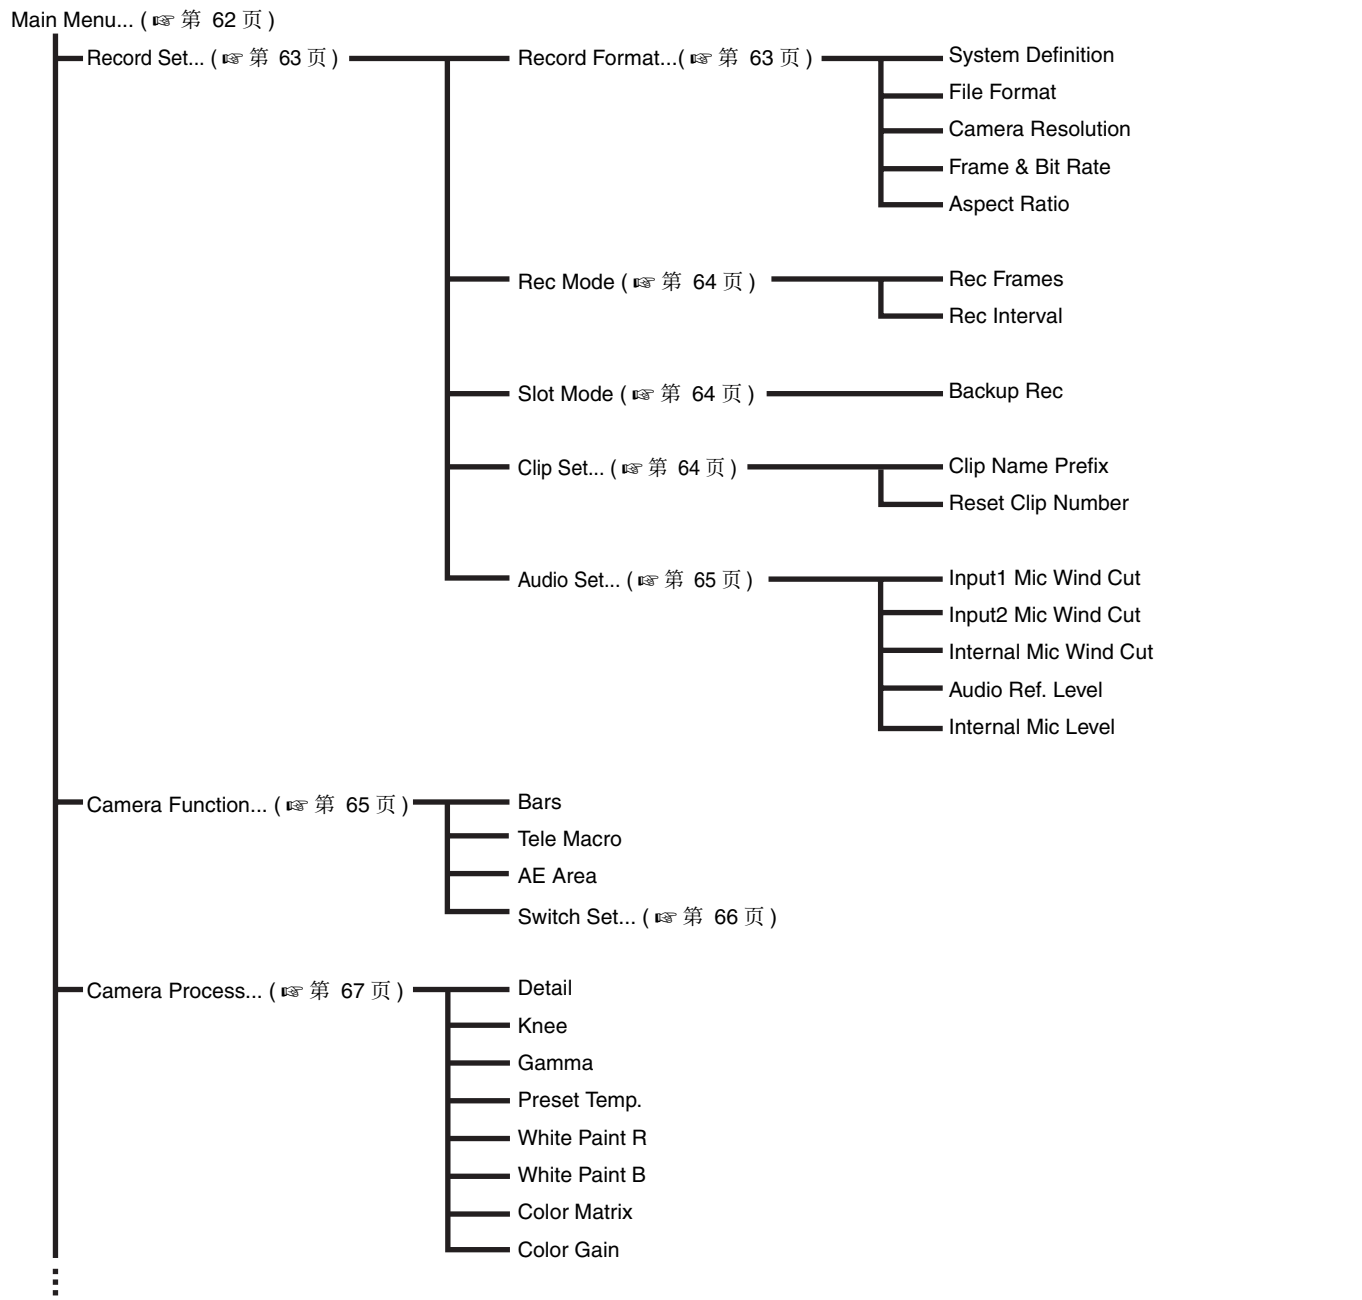 Main Menu... ( ☞ 第 62 页 )
Record Set... ( ☞ 第 63 页 )
Record Format...( ☞ 第 63 页 )
System Definition
File Format
Camera Resolution
Frame & Bit Rate
Aspect Ratio
Rec Mode ( ☞ 第 64 页 )
Rec Frames
Rec Interval
Slot Mode ( ☞ 第 64 页 )
Backup Rec
Clip Set... ( ☞ 第 64 页 )
Clip Name Prefix
Reset Clip Number
Audio Set... ( ☞ 第 65 页 )
Input1 Mic Wind Cut
Input2 Mic Wind Cut
Internal Mic Wind Cut
Audio Ref. Level
Internal Mic Level
Camera Function... ( ☞ 第 65 页 )
Bars
Tele Macro
AE Area
Switch Set... ( ☞ 第 66 页 )
Camera Process... ( ☞ 第 67 页 )
Detail
Knee
Gamma
Preset Temp.
White Paint R
White Paint B
Color Matrix
Color Gain